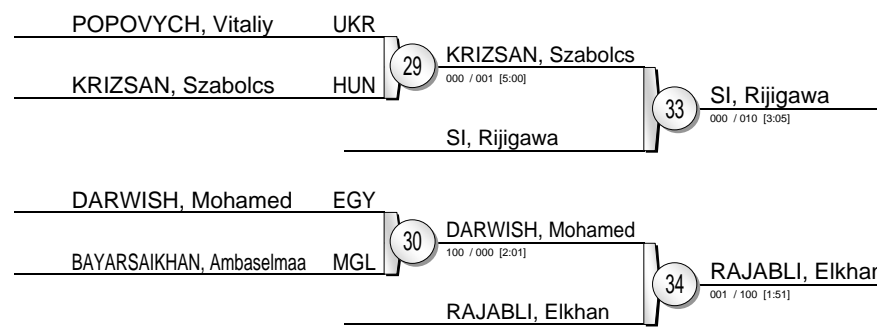 POPOVYCH, Vitaliy UKR
29
KRIZSAN, Szabolcs
000 / 001 [5:00]
KRIZSAN, Szabolcs HUN
33
SI, Rijigawa
000 / 010 [3:05]
SI, Rijigawa
DARWISH, Mohamed EGY
30
DARWISH, Mohamed
100 / 000 [2:01]
BAYARSAIKHAN, Ambaselmaa MGL
34
RAJABLI, Elkhan
001 / 100 [1:51]
RAJABLI, Elkhan